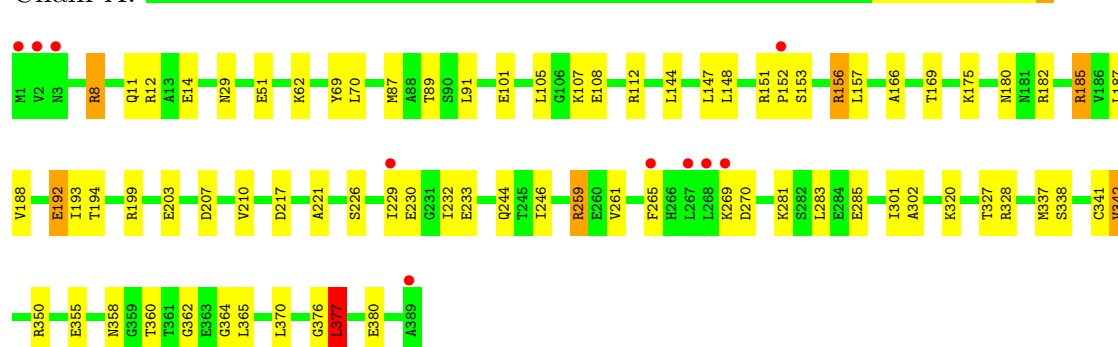 Chain A:
M1 V2 N3 R8 Q11 R12 A13 E14 N29 E51 K62 Y69 L70 M87 A88 T89 S90 L91 E101 L105 G106 K107 E108 R112 L144 L147 L148 R151 P152 S153 R156 L157 A166 T169 K175 N180 N181 R182 R185 V186 L187
V188 E192 I193 T194 R199 E203 D207 V210 D217 A221 S226 I229 E230 G231 I232 E233 Q244 T245 I246 R259 E260 V261 F265 H266 L267 L268 K269 D270 K281 S282 L283 E284 E285 I301 A302 K320 T327 R328 M337 S338 C341 V342
R350 E355 N358 G359 T360 T361 G362 E363 G364 L365 L370 G376 L377 E380 A389